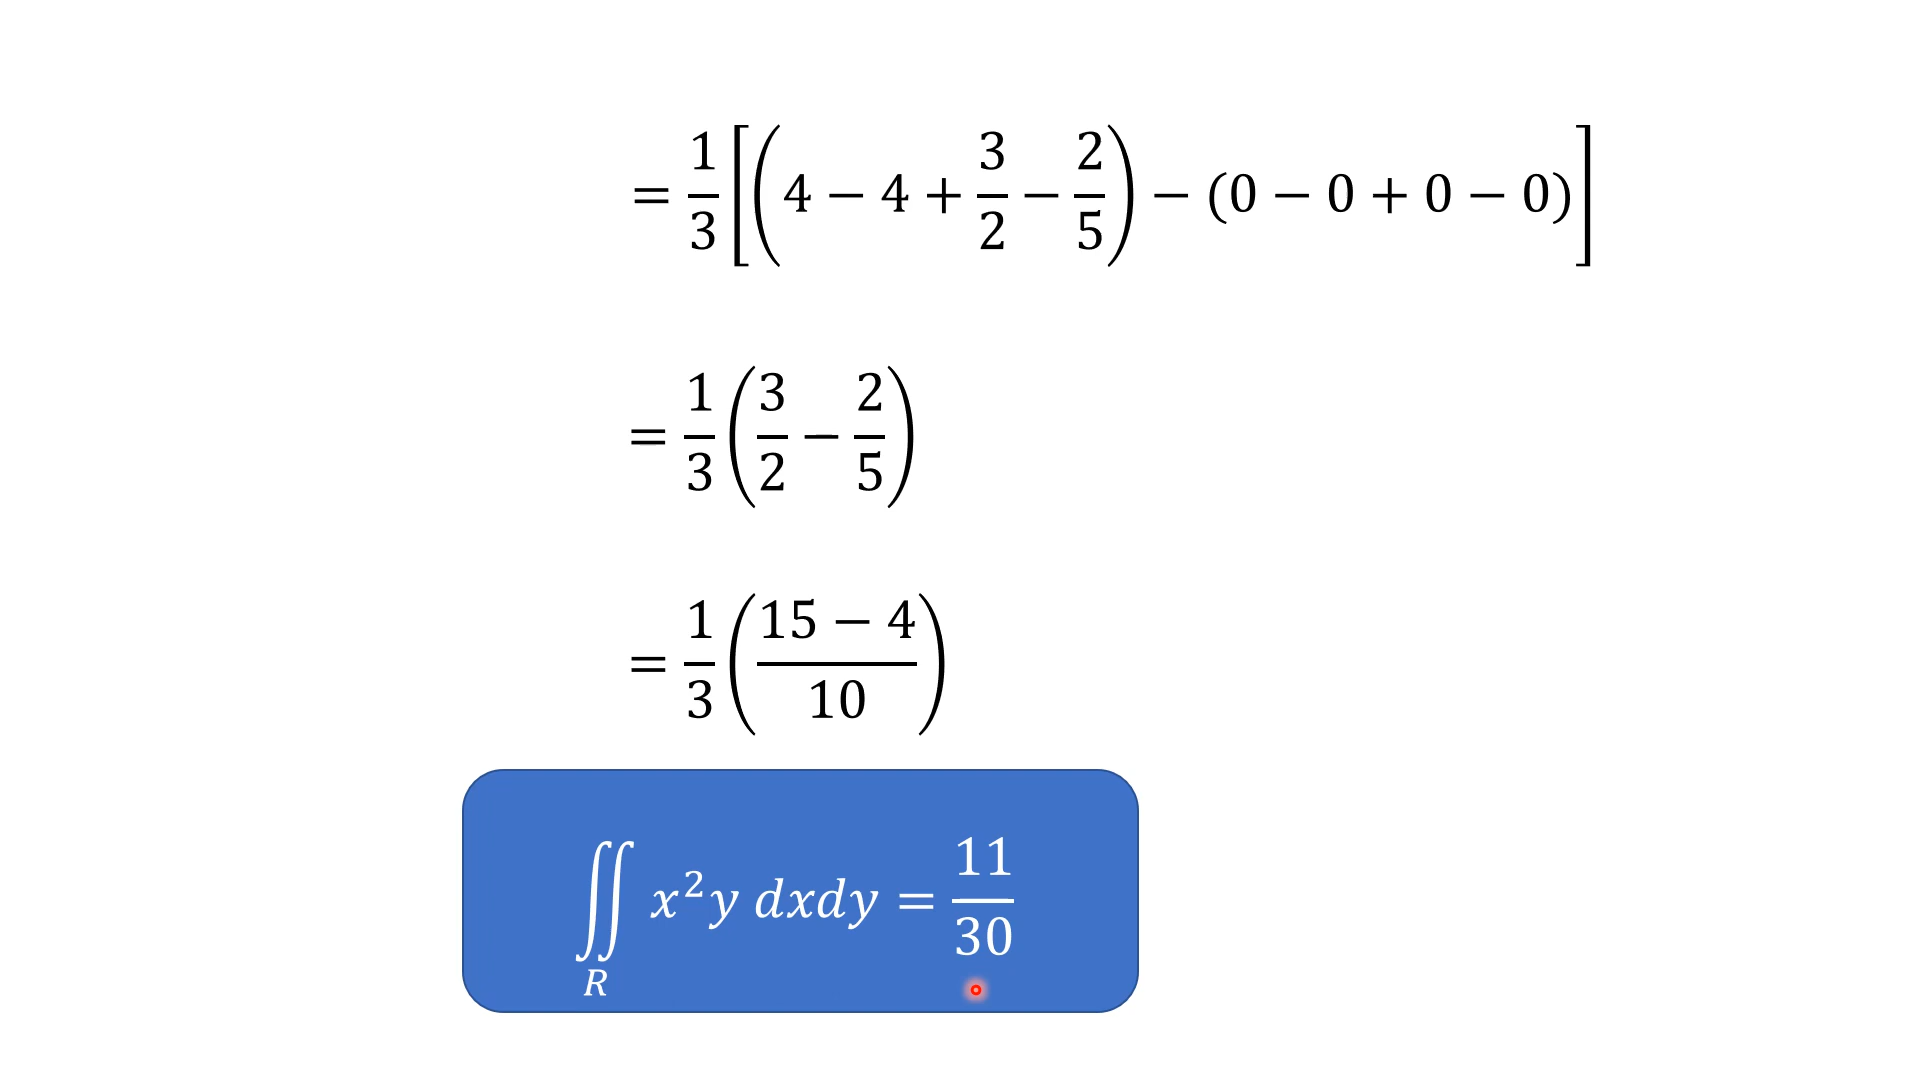 = 1/3 [(4 − 4 + 3/2 − 2/5) − (0 − 0 + 0 − 0)]
= 1/3 (3/2 − 2/5)
= 1/3 ((15 − 4)/10)
∬_R x²y dxdy = 11/30